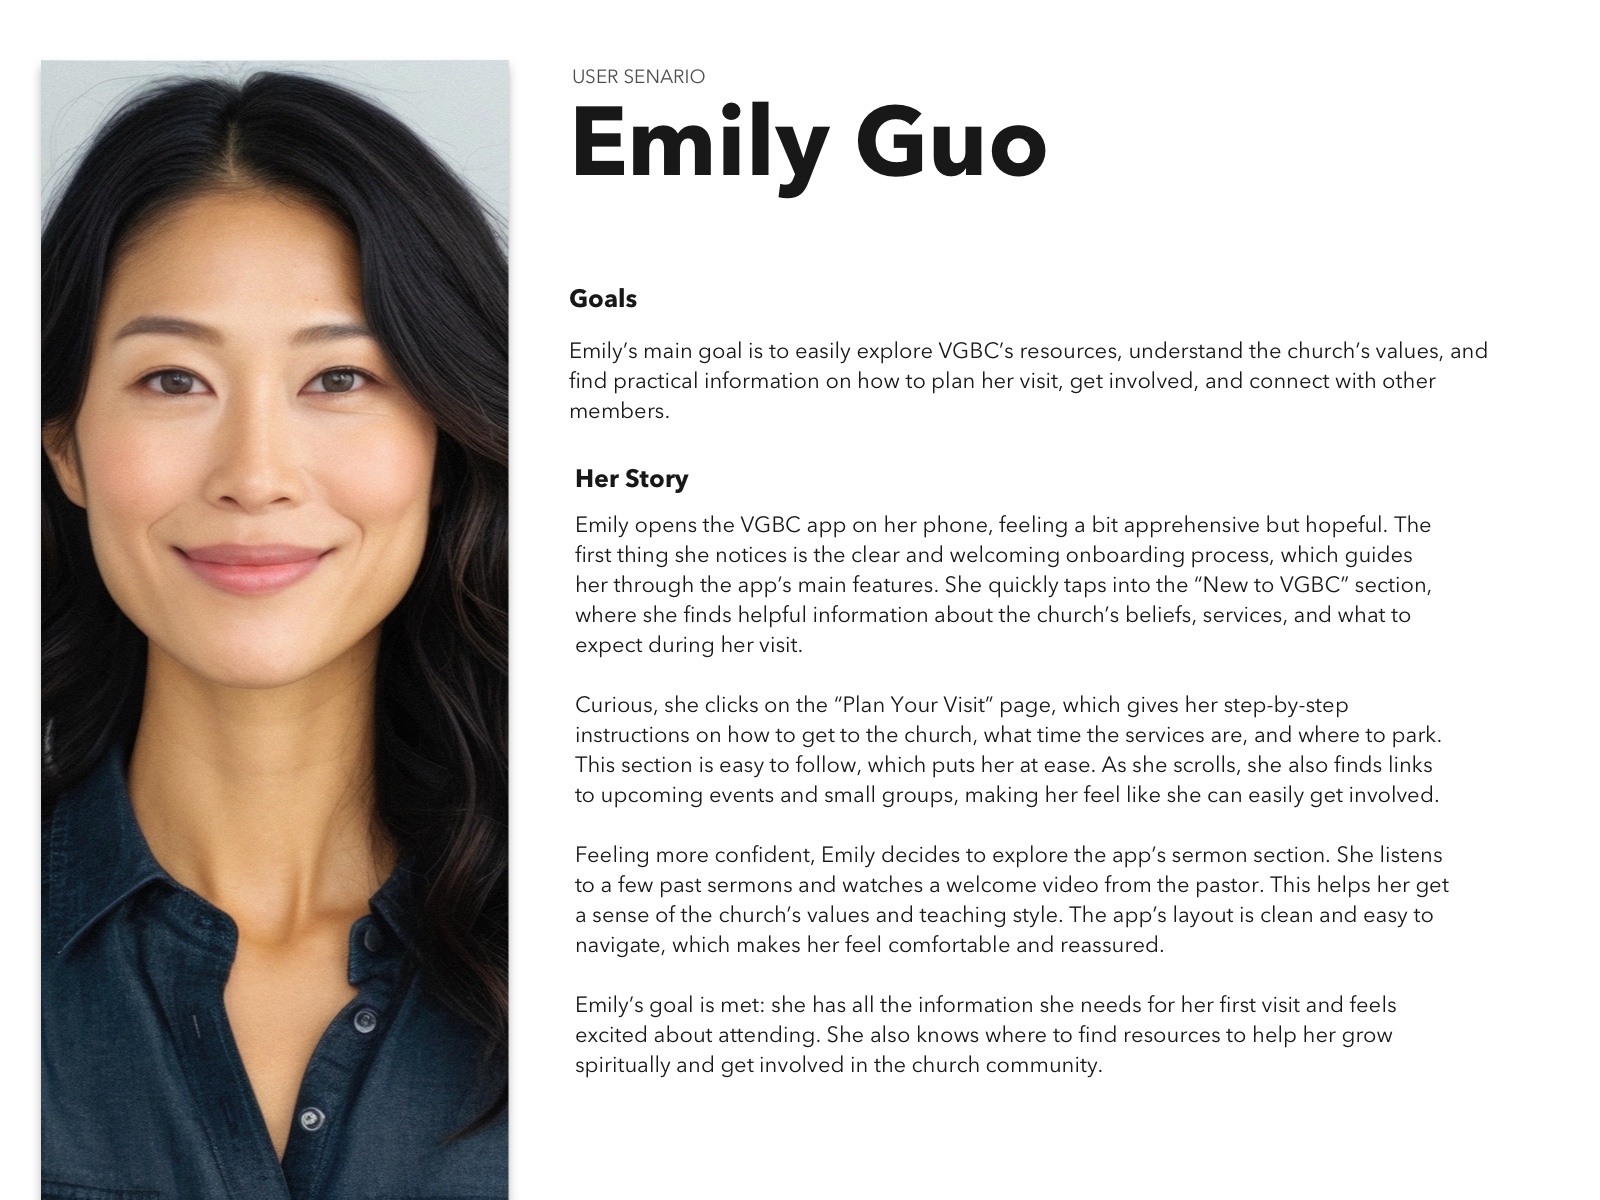 USER SENARIO
Emily Guo
Goals
Emily’s main goal is to easily explore VGBC’s resources, understand the church’s values, and
find practical information on how to plan her visit, get involved, and connect with other
members.
Her Story
Emily opens the VGBC app on her phone, feeling a bit apprehensive but hopeful. The
first thing she notices is the clear and welcoming onboarding process, which guides
her through the app’s main features. She quickly taps into the “New to VGBC” section,
where she finds helpful information about the church’s beliefs, services, and what to
expect during her visit.
Curious, she clicks on the “Plan Your Visit” page, which gives her step-by-step
instructions on how to get to the church, what time the services are, and where to park.
This section is easy to follow, which puts her at ease. As she scrolls, she also finds links
to upcoming events and small groups, making her feel like she can easily get involved.
Feeling more confident, Emily decides to explore the app’s sermon section. She listens
to a few past sermons and watches a welcome video from the pastor. This helps her get
a sense of the church’s values and teaching style. The app’s layout is clean and easy to
navigate, which makes her feel comfortable and reassured.
Emily’s goal is met: she has all the information she needs for her first visit and feels
excited about attending. She also knows where to find resources to help her grow
spiritually and get involved in the church community.